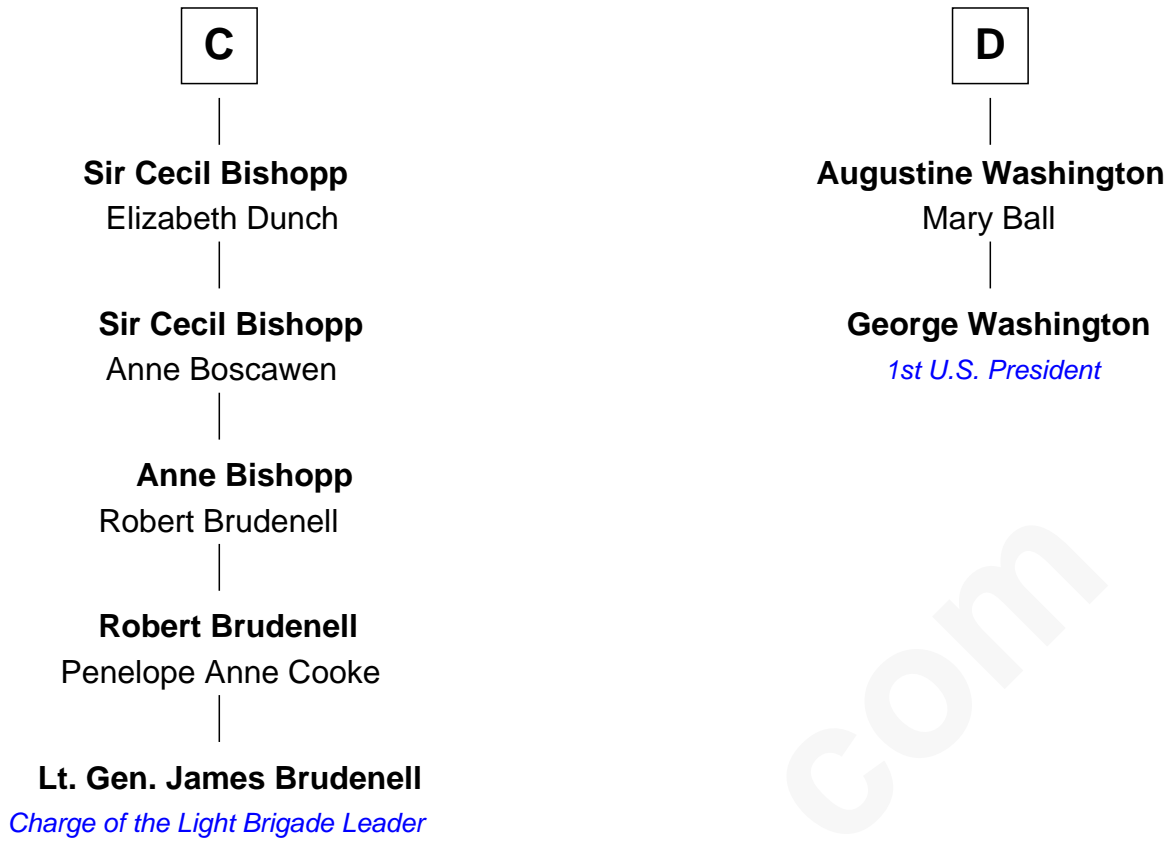 C
Sir Cecil Bishopp
Elizabeth Dunch
Sir Cecil Bishopp
Anne Boscawen
Anne Bishopp
Robert Brudenell
Robert Brudenell
Penelope Anne Cooke
Lt. Gen. James Brudenell
Charge of the Light Brigade Leader
D
Augustine Washington
Mary Ball
George Washington
1st U.S. President
com